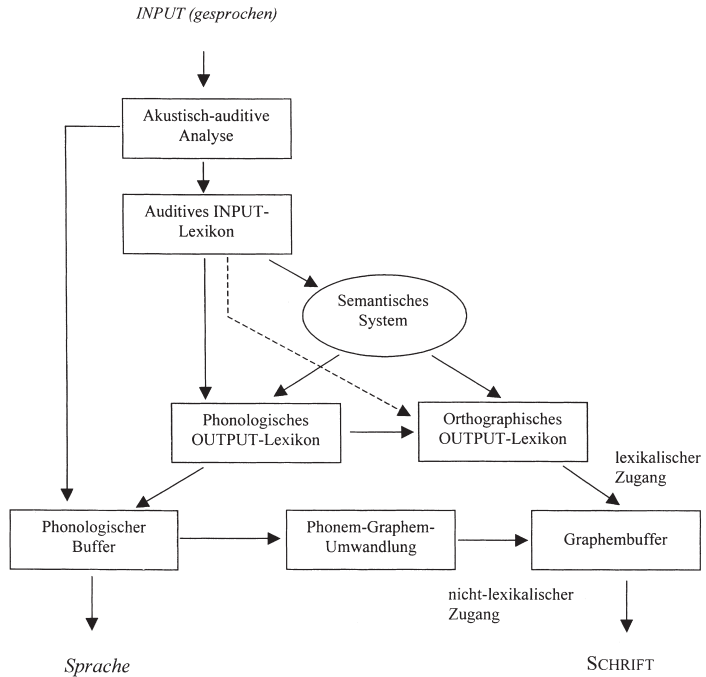 INPUT (gesprochen)
Akustisch-auditive
Analyse
Auditives INPUT-
Lexikon
Semantisches
System
Phonologisches
OUTPUT-Lexikon
Orthographisches
OUTPUT-Lexikon
lexikalischer
Zugang
Phonologischer
Buffer
Phonem-Graphem-
Umwandlung
Graphembuffer
nicht-lexikalischer
Zugang
Sprache
SCHRIFT